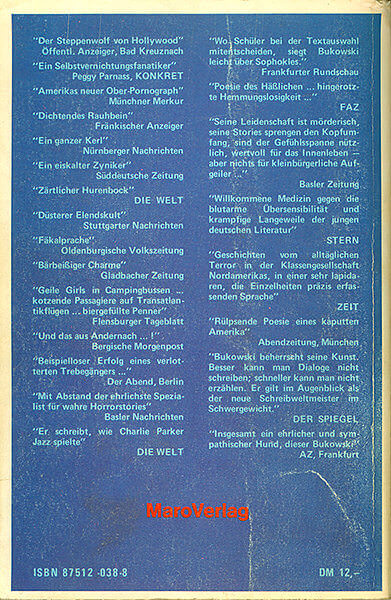 "Der Steppenwolf von Hollywood"
Öffentl. Anzeiger, Bad Kreuznach
"Ein Selbstvernichtungsfanatiker"
Peggy Parnass, KONKRET
"Amerikas neuer Ober-Pornograph"
Münchner Merkur
"Dichtendes Rauhbein"
Fränkischer Anzeiger
"Ein ganzer Kerl"
Nürnberger Nachrichten
"Ein eiskalter Zyniker"
Süddeutsche Zeitung
"Zärtlicher Hurenbock"
DIE WELT
"Düsterer Elendskult"
Stuttgarter Nachrichten
"Fäkalprache"
Oldenburgische Volkszeitung
"Bärbeißiger Charme"
Gladbacher Zeitung
"Geile Girls in Campingbussen ...
kotzende Passagiere auf Transatlan-
tikflügen ... biergefüllte Penner"
Flensburger Tageblatt
"Und das aus Andernach ... !"
Bergische Morgenpost
"Beispielloser Erfolg eines verlot-
terten Trebegängers ..."
Der Abend, Berlin
"Mit Abstand der ehrlichste Spezia-
list für wahre Horrorstories"
Basler Nachrichten
"Er schreibt, wie Charlie Parker
Jazz spielte"
DIE WELT
"Wo Schüler bei der Textauswahl
mitentscheiden, siegt Bukowski
leicht über Sophokles."
Frankfurter Rundschau
"Poesie des Häßlichen ... hingerotz-
te Hemmungslosigkeit ..."
FAZ
"Seine Leidenschaft ist mörderisch,
seine Stories sprengen den Kopfum-
fang, sind der Gefühlsspanne nütz-
lich, wertvoll für das Innenleben —
aber nichts für kleinbürgerliche Auf-
geiler ..."
Basler Zeitung
"Willkommene Medizin gegen die
blutarme Übersensibilität und
krampfige Langeweile der jungen
deutschen Literatur"
STERN
"Geschichten vom alltäglichen
Terror in der Klassengesellschaft
Nordamerikas, in einer sehr lapida-
ren, die Einzelheiten präzis erfas-
senden Sprache"
ZEIT
"Rülpsende Poesie eines kaputten
Amerika"
Abendzeitung, München
"Bukowski beherrscht seine Kunst.
Besser kann man Dialoge nicht
schreiben; schneller kann man nicht
erzählen. Er gilt im Augenblick als
der neue Schreibweltmeister im
Schwergewicht."
DER SPIEGEL
"Insgesamt ein ehrlicher und sym-
pathischer Hund, dieser Bukowski"
AZ, Frankfurt
MaroVerlag
ISBN 87512 -038-8
DM 12,–